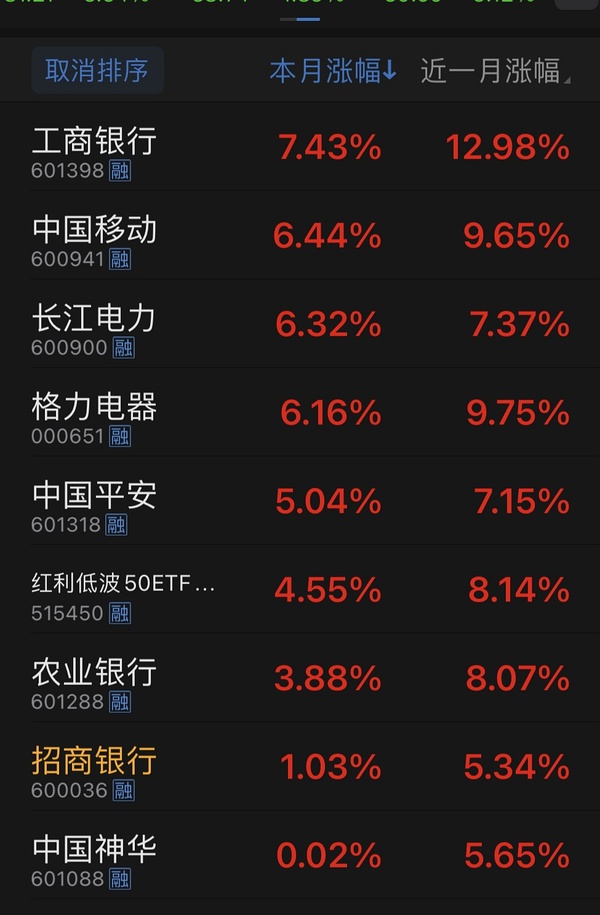 取消排序 本月涨幅↓ 近一月涨幅
工商银行 7.43% 12.98%
601398 融
中国移动 6.44% 9.65%
600941 融
长江电力 6.32% 7.37%
600900 融
格力电器 6.16% 9.75%
000651 融
中国平安 5.04% 7.15%
601318 融
红利低波50ETF... 4.55% 8.14%
515450 融
农业银行 3.88% 8.07%
601288 融
招商银行 1.03% 5.34%
600036 融
中国神华 0.02% 5.65%
601088 融